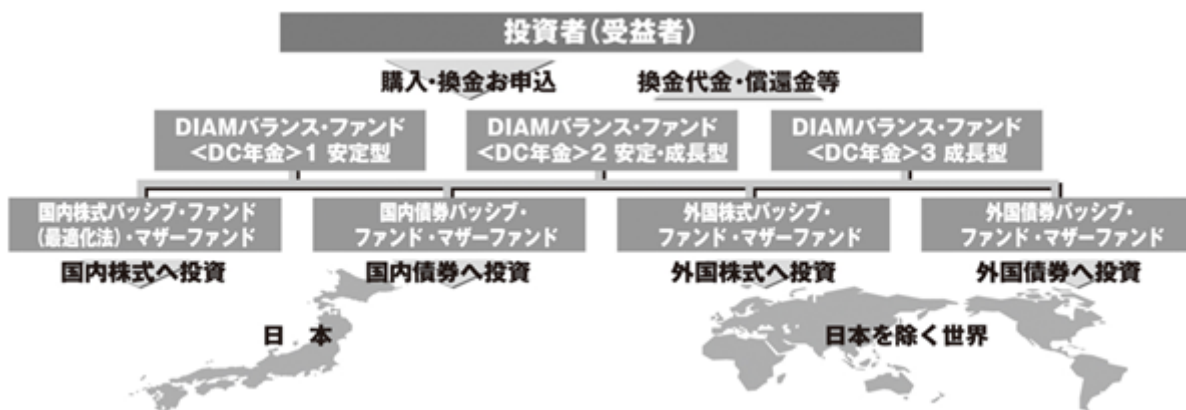 投資者(受益者)
購入・換金お申込
換金代金・償還金等
DIAMバランス・ファンド
<DC年金>1 安定型
DIAMバランス・ファンド
<DC年金>2 安定・成長型
DIAMバランス・ファンド
<DC年金>3 成長型
国内株式パッシブ・ファンド
(最適化法)・マザーファンド
国内債券パッシブ・
ファンド・マザーファンド
外国株式パッシブ・
ファンド・マザーファンド
外国債券パッシブ・
ファンド・マザーファンド
国内株式へ投資
国内債券へ投資
外国株式へ投資
外国債券へ投資
日 本
日本を除く世界